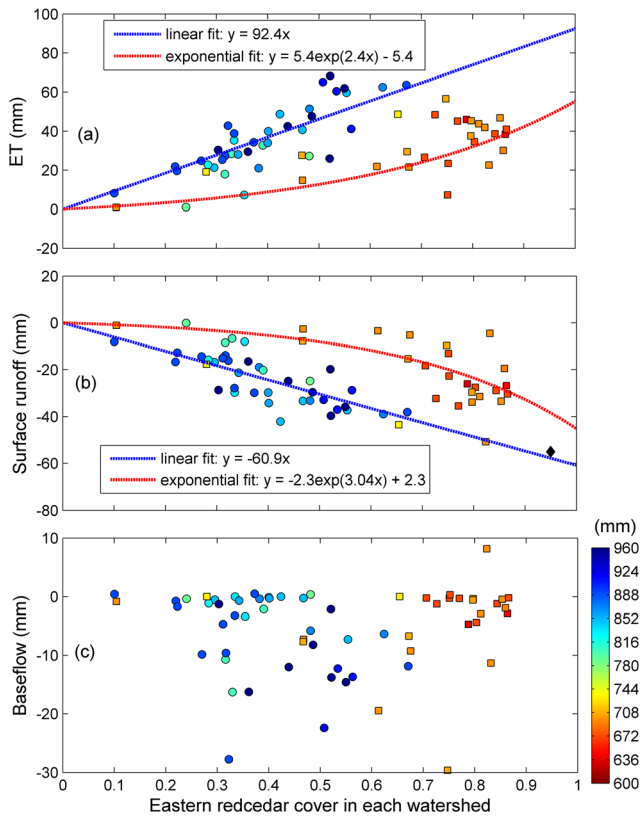 100
80
60
40
20
0
-20
ET (mm)
linear fit: y = 92.4x
exponential fit: y = 5.4exp(2.4x) - 5.4
(a)
20
0
-20
-40
-60
-80
Surface runoff (mm)
(b)
linear fit: y = -60.9x
exponential fit: y = -2.3exp(3.04x) + 2.3
10
0
-10
-20
-30
Baseflow (mm)
(c)
0 0.1 0.2 0.3 0.4 0.5 0.6 0.7 0.8 0.9 1
Eastern redcedar cover in each watershed
(mm)
960
924
888
852
816
780
744
708
672
636
600